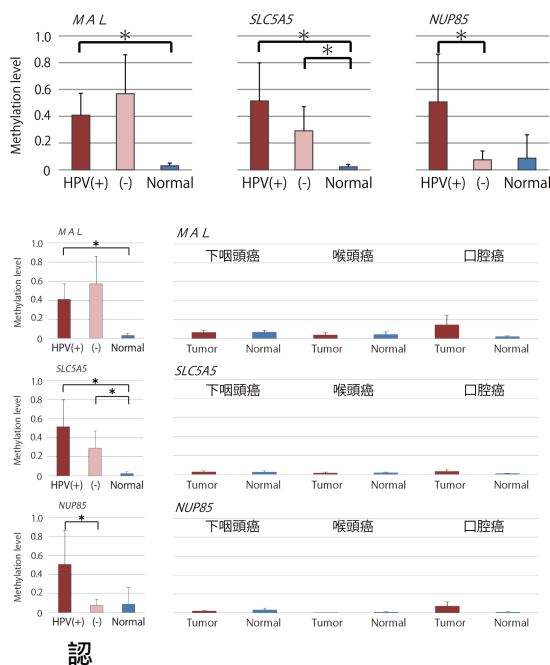 M A L
SLC5A5
NUP85
Methylation level
1.0
0.8
0.6
0.4
0.2
0
*
*
*
*
HPV(+) (-) Normal
HPV(+) (-) Normal
HPV(+) (-) Normal
M A L
M A L
Methylation level
1.0
0.8
0.6
0.4
0.2
0
*
下咽頭癌 喉頭癌 口腔癌
HPV(+) (-) Normal
Tumor Normal Tumor Normal Tumor Normal
SLC5A5
SLC5A5
Methylation level
1.0
0.8
0.6
0.4
0.2
0
*
*
下咽頭癌 喉頭癌 口腔癌
HPV(+) (-) Normal
Tumor Normal Tumor Normal Tumor Normal
NUP85
NUP85
Methylation level
1.0
0.8
0.6
0.4
0.2
0
*
下咽頭癌 喉頭癌 口腔癌
HPV(+) (-) Normal
Tumor Normal Tumor Normal Tumor Normal
認